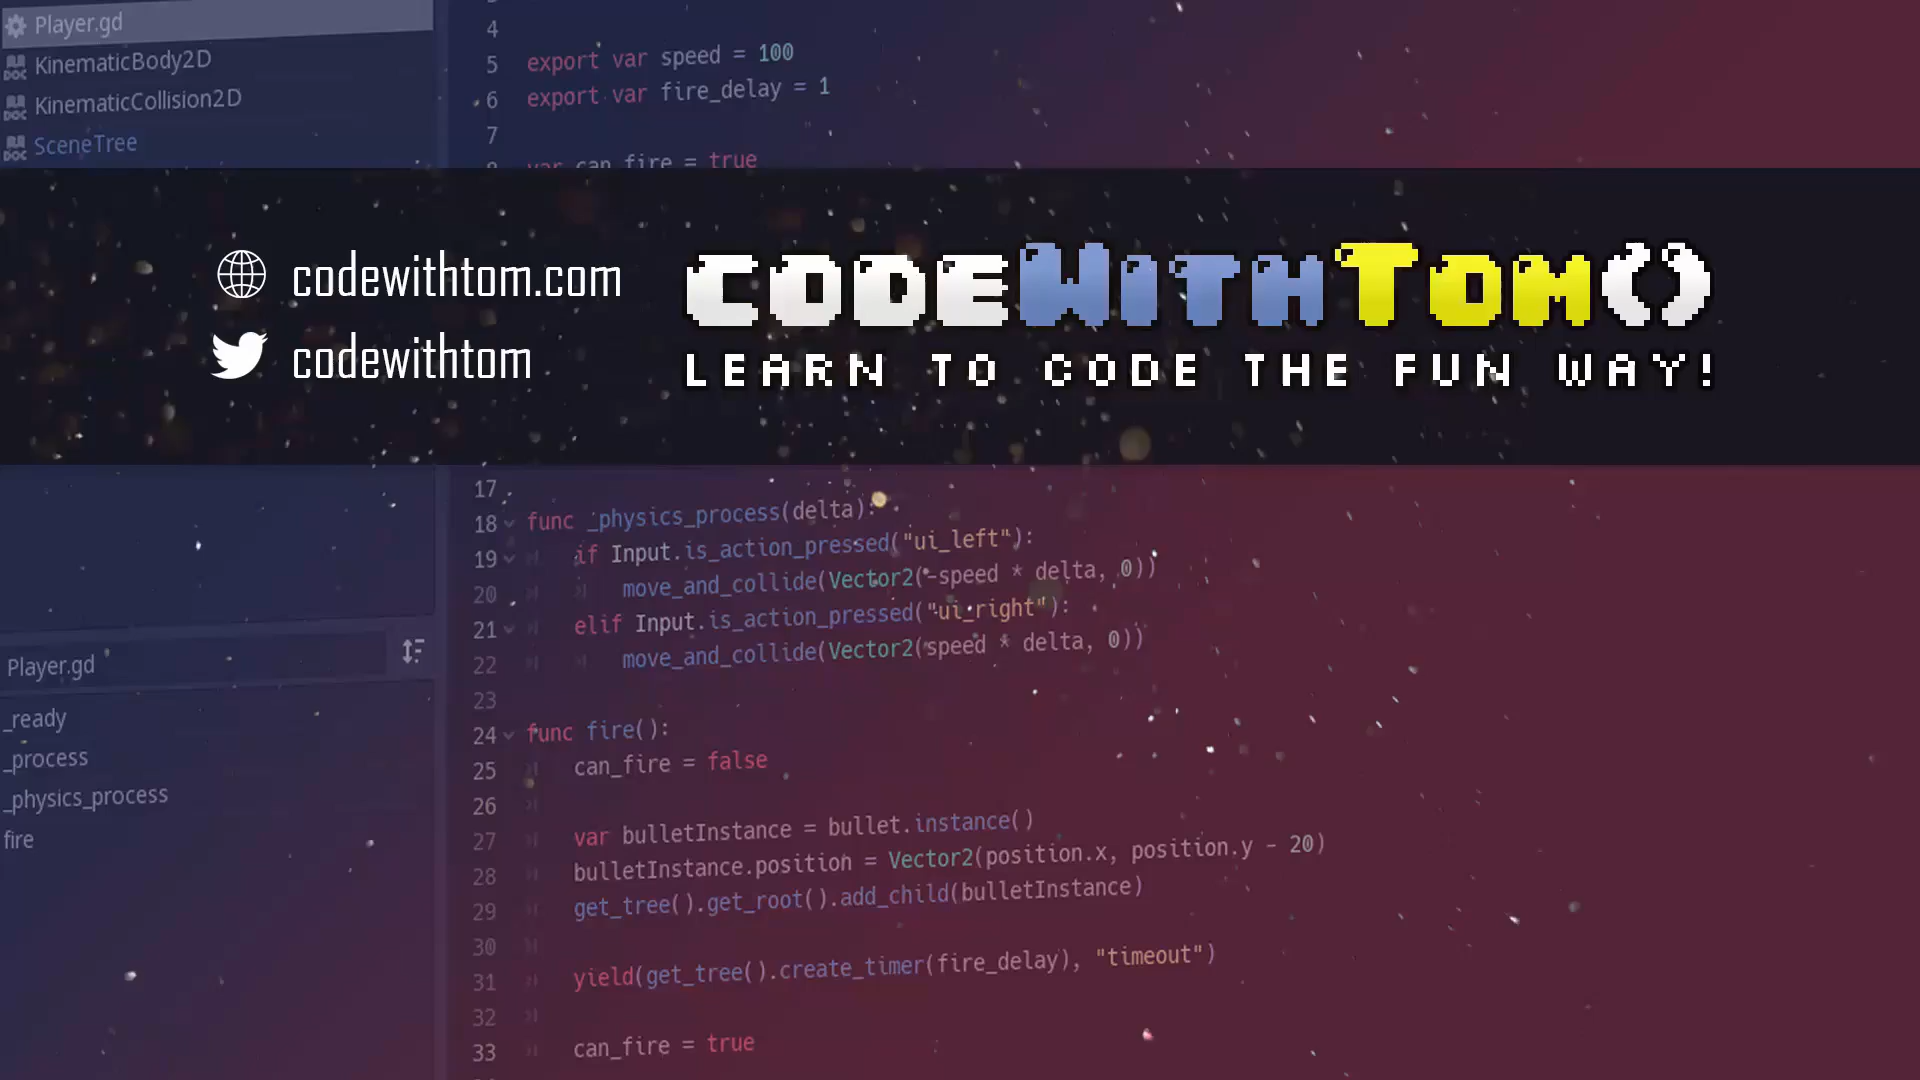 Player.gd
KinematicBody2D
KinematicCollision2D
SceneTree
4
5 export var speed = 100
6 export var fire_delay = 1
7
var can_fire = true
codewithtom.com
codewithtom
CODEWITHTOM()
LEARN TO CODE THE FUN WAY!
17
18 func _physics_process(delta):
19 if Input.is_action_pressed("ui_left"):
20 move_and_collide(Vector2(-speed * delta, 0))
21 elif Input.is_action_pressed("ui_right"):
22 move_and_collide(Vector2(speed * delta, 0))
23
24 func fire():
25 can_fire = false
26
27 var bulletInstance = bullet.instance()
28 bulletInstance.position = Vector2(position.x, position.y - 20)
29 get_tree().get_root().add_child(bulletInstance)
30
31 yield(get_tree().create_timer(fire_delay), "timeout")
32
33 can_fire = true
Player.gd
_ready
_process
_physics_process
fire